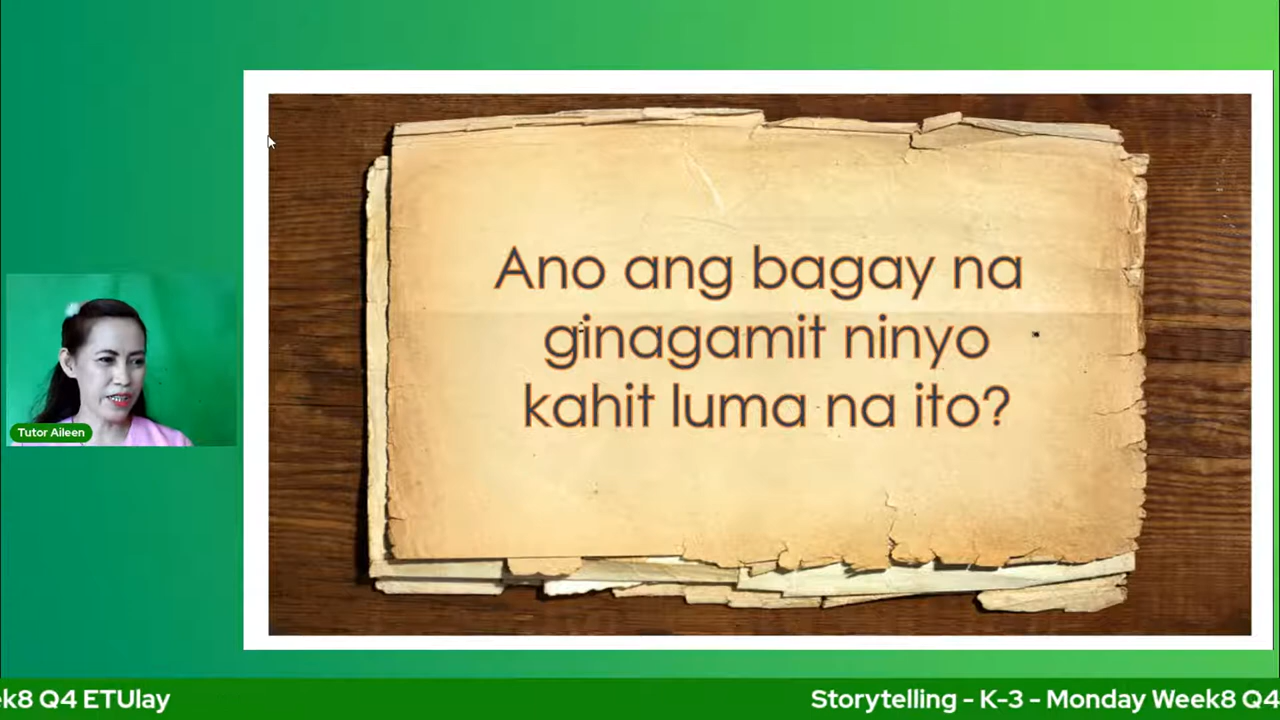 Ano ang bagay na
ginagamit ninyo
kahit luma na ito?
Tutor Aileen
k8 Q4 ETUlay
Storytelling - K-3 - Monday Week8 Q4